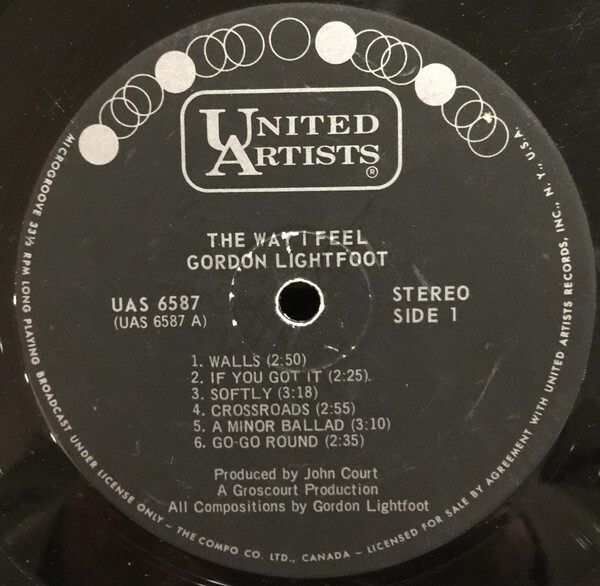 UNITED
ARTISTS ®
THE WAY I FEEL
GORDON LIGHTFOOT
UAS 6587
(UAS 6587 A)
STEREO
SIDE 1
1. WALLS (2:50)
2. IF YOU GOT IT (2:25)
3. SOFTLY (3:18)
4. CROSSROADS (2:55)
5. A MINOR BALLAD (3:10)
6. GO-GO ROUND (2:35)
Produced by John Court
A Groscourt Production
All Compositions by Gordon Lightfoot
MICROGROOVE 33⅓ RPM LONG PLAYING BROADCAST UNDER LICENSE ONLY - THE COMPO CO. LTD., CANADA - LICENSED FOR SALE BY AGREEMENT WITH UNITED ARTISTS RECORDS, INC., N. Y., U.S.A.